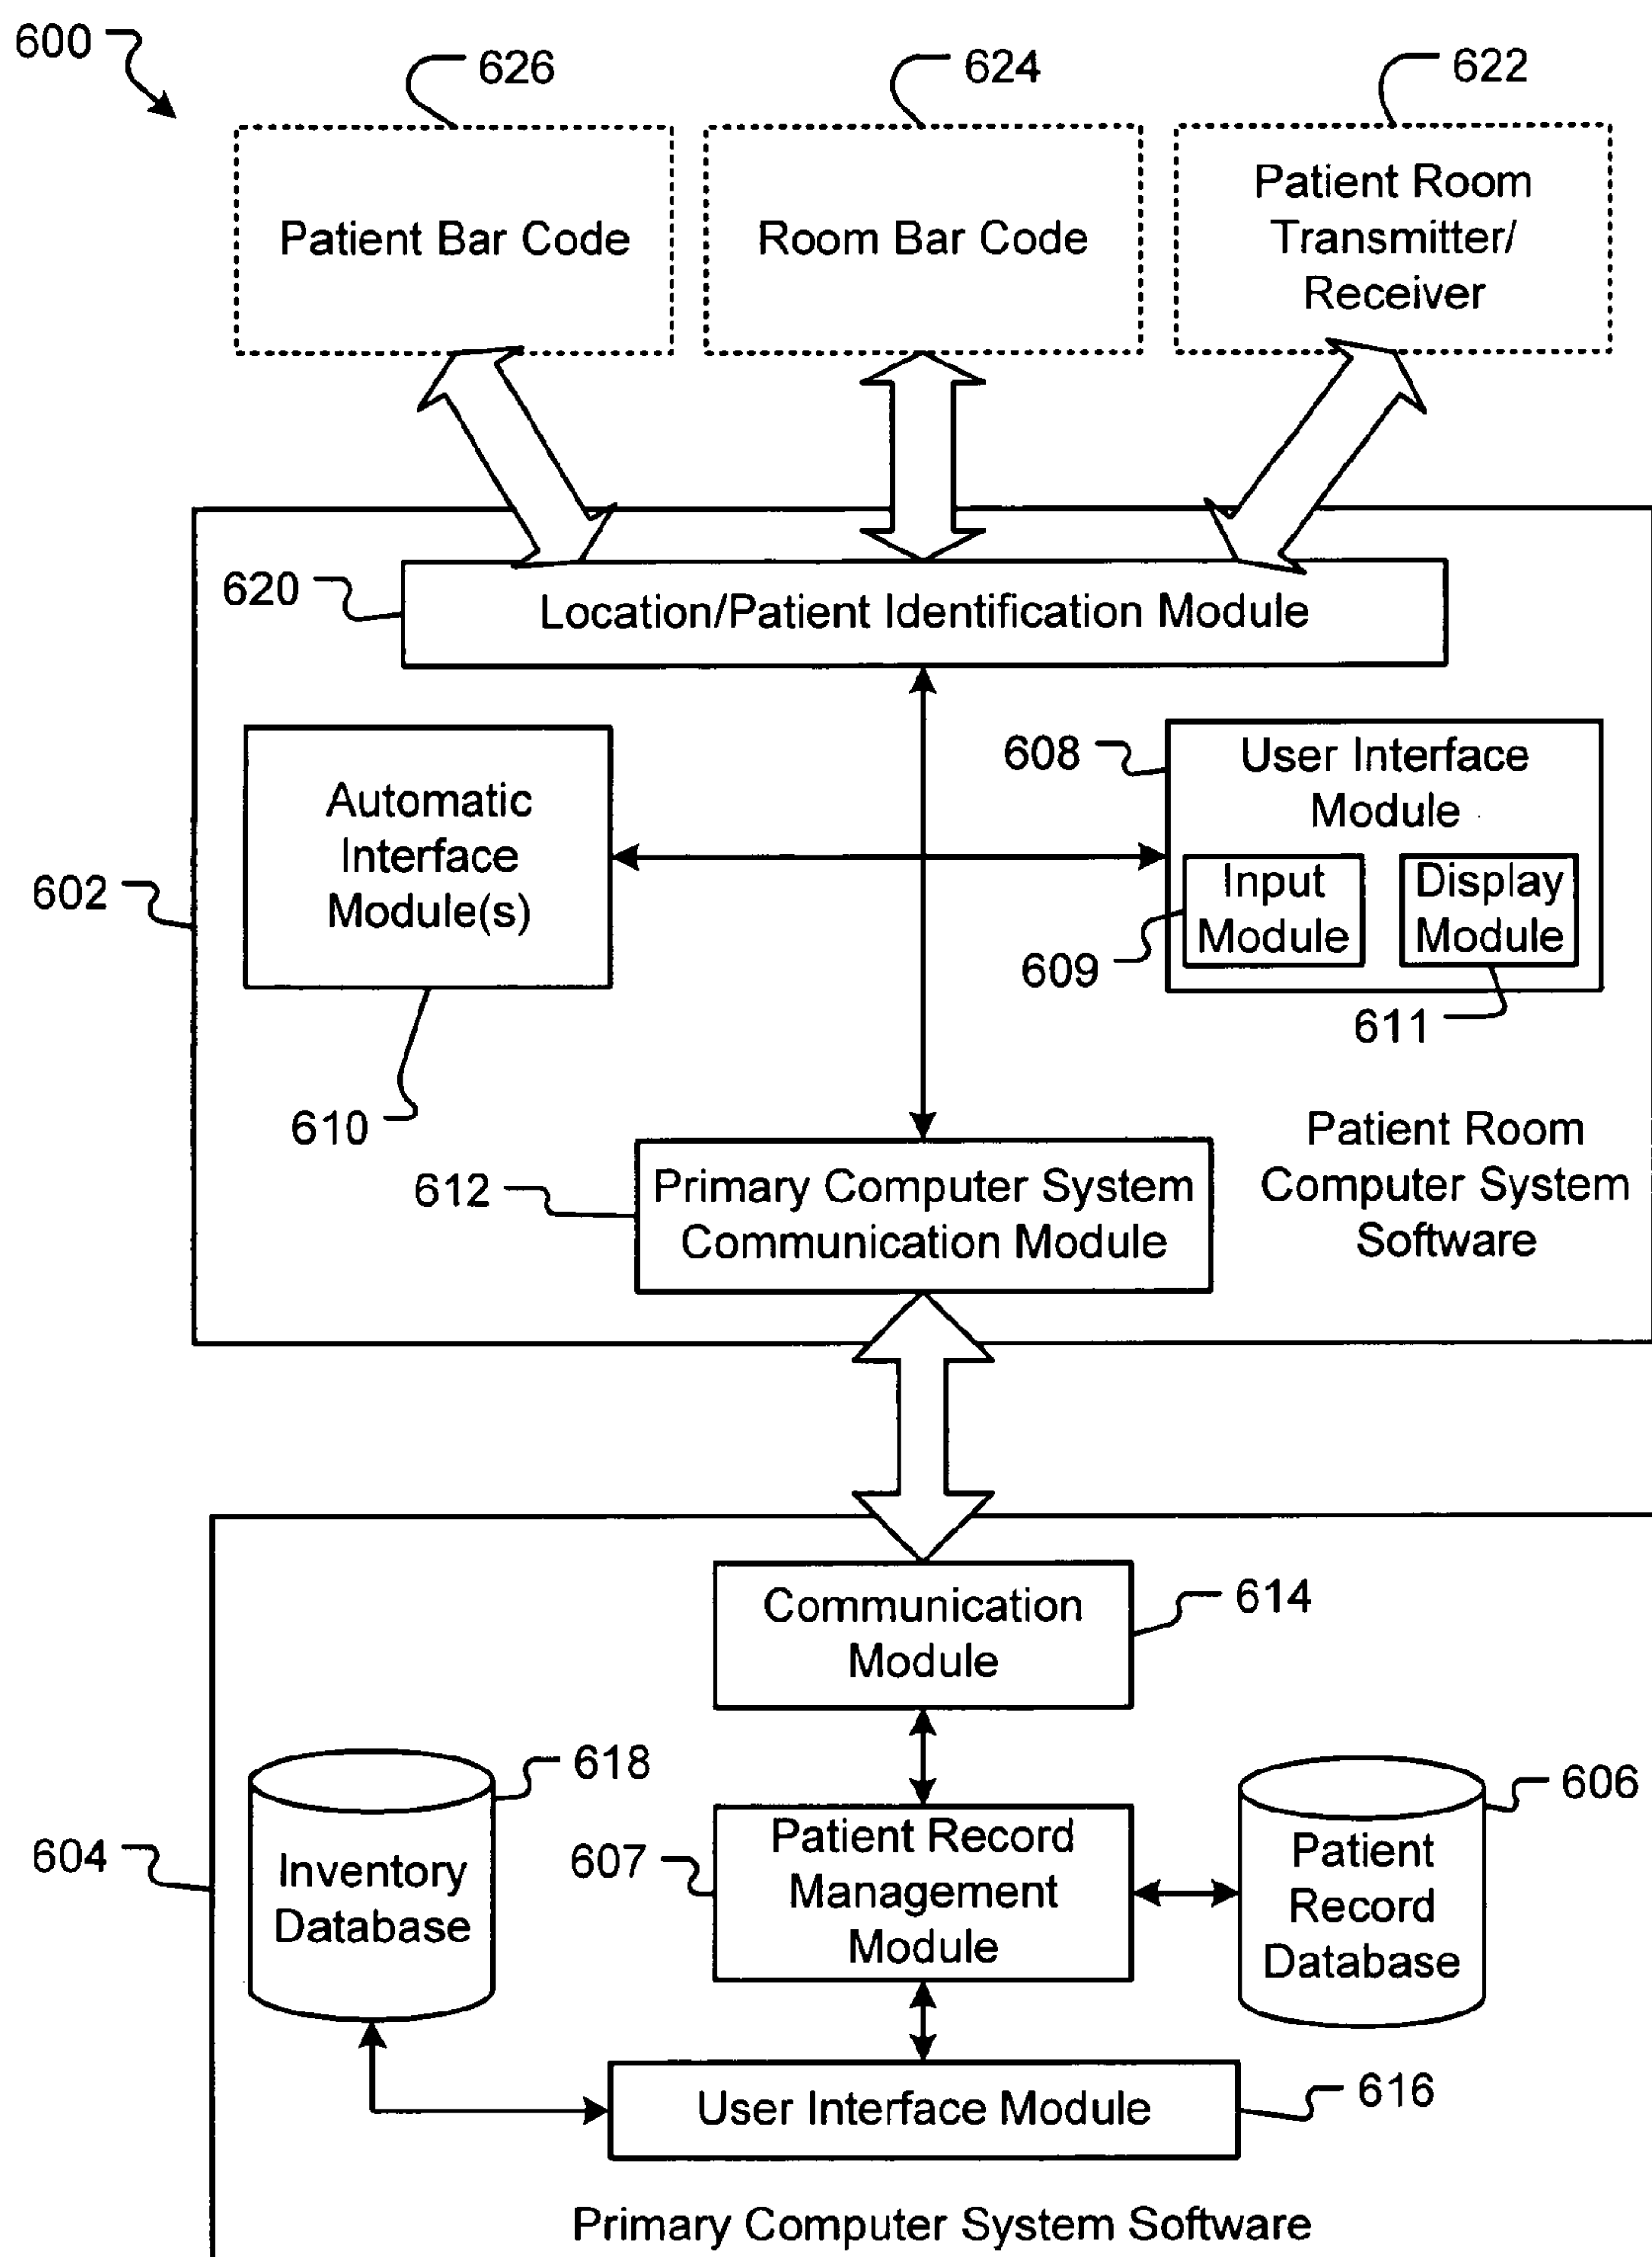 600
626
624
622
Patient Bar Code
Room Bar Code
Patient Room
Transmitter/
Receiver
620
Location/Patient Identification Module
Automatic
Interface
Module(s)
608
User Interface
Module
Input
Module
Display
Module
602
609
611
610
Patient Room
Computer System
Software
612
Primary Computer System
Communication Module
Communication
Module
614
618
Inventory
Database
604
607
Patient Record
Management
Module
606
Patient
Record
Database
User Interface Module
616
Primary Computer System Software